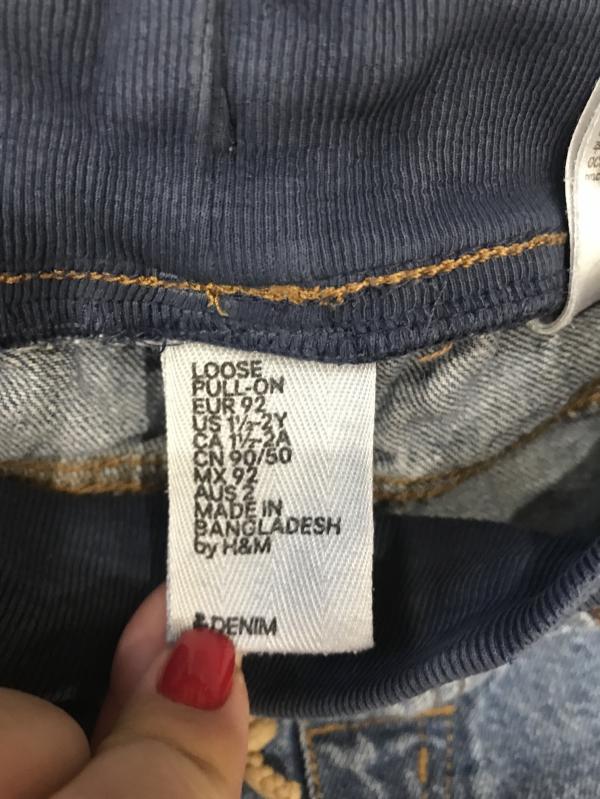 LOOSE
PULL-ON
EUR 92
US 1½-2Y
CA 1½-2A
CN 90/50
MX 92
AUS 2
MADE IN
BANGLADESH
by H&M
&DENIM